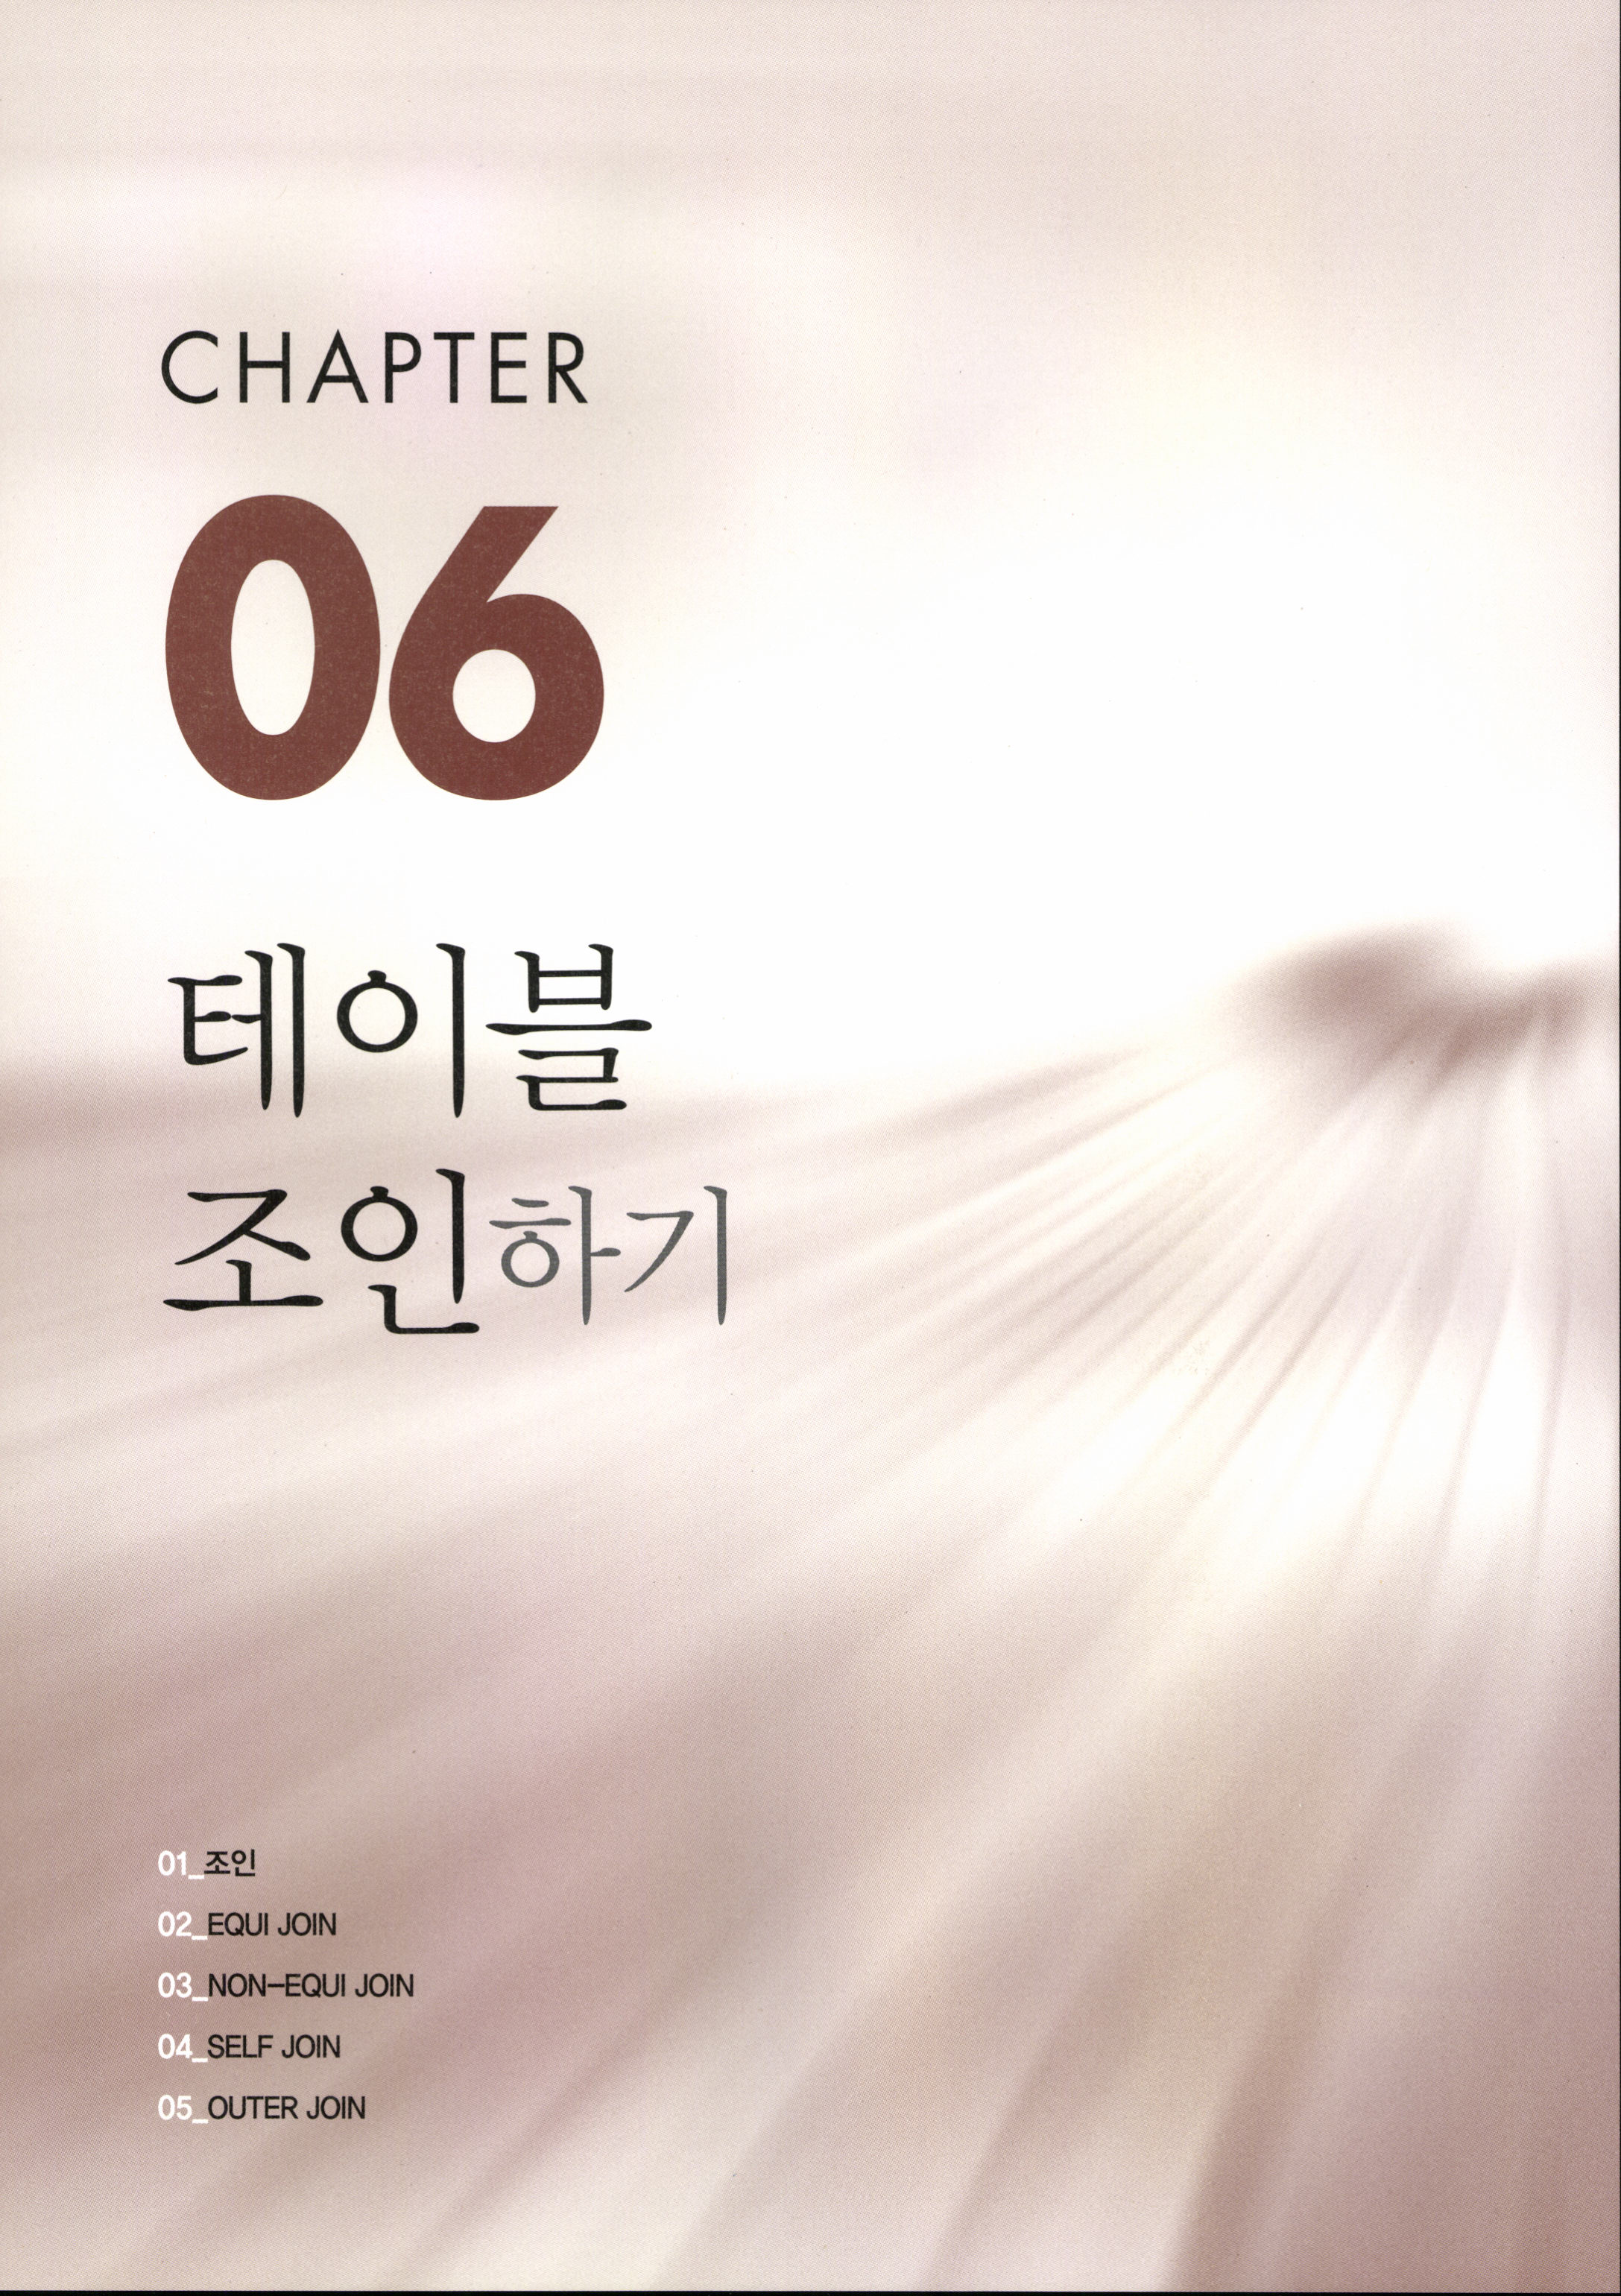 CHAPTER
06
테이블
조인하기
01_조인
02_EQUI JOIN
03_NON-EQUI JOIN
04_SELF JOIN
05_OUTER JOIN